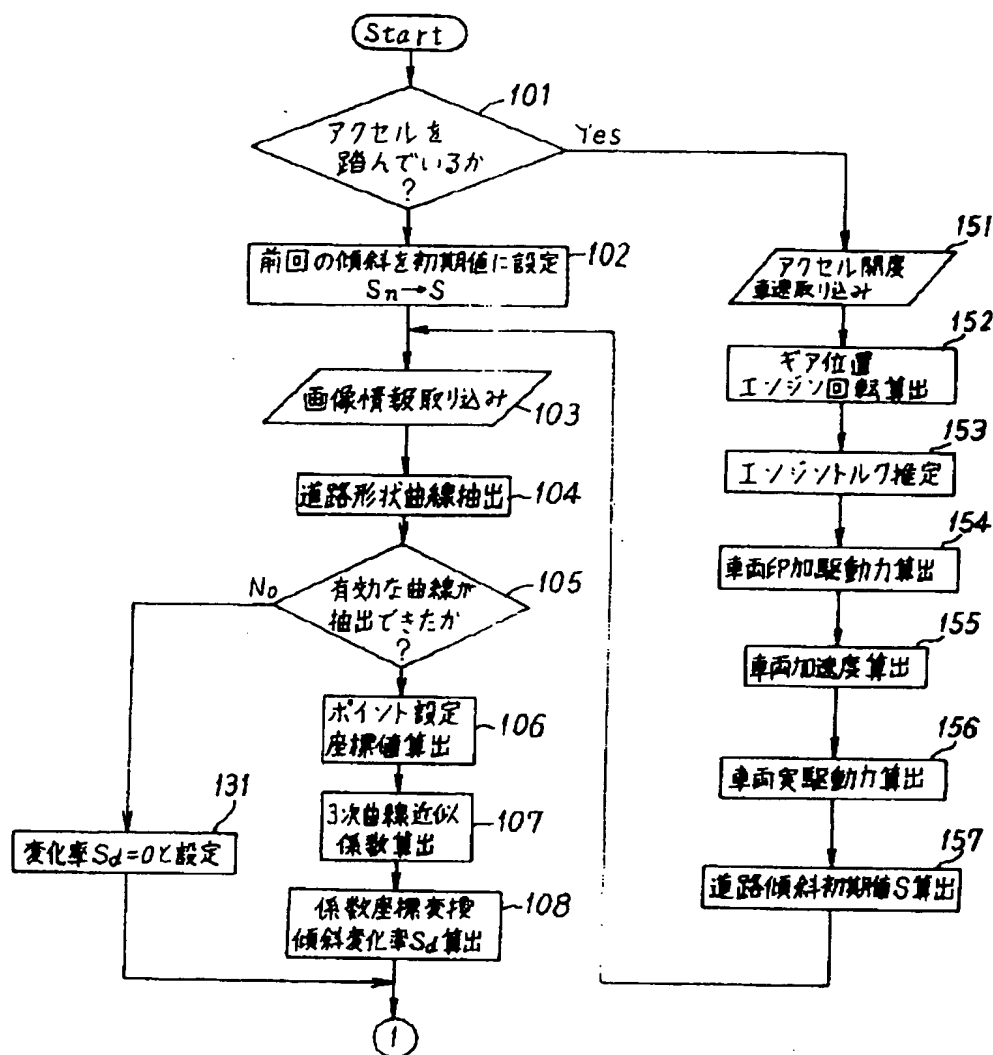 Start
101
アクセルを
踏んでいるか
?
Yes
前回の傾斜を初期値に設定
Sn→S
102
画像情報取り込み
103
道路形状曲線抽出
104
有効な曲線が
抽出できたか
?
105
No
ポイント設定
座標値算出
106
3次曲線近似
係数算出
107
131
変化率Sd=0と設定
係数座標変換
傾斜変化率Sd算出
108
1
151
アクセル開度
車速取り込み
152
ギア位置
エンジン回転算出
153
エンジントルク推定
154
車両印加駆動力算出
155
車両加速度算出
156
車両実駆動力算出
157
道路傾斜初期値S算出